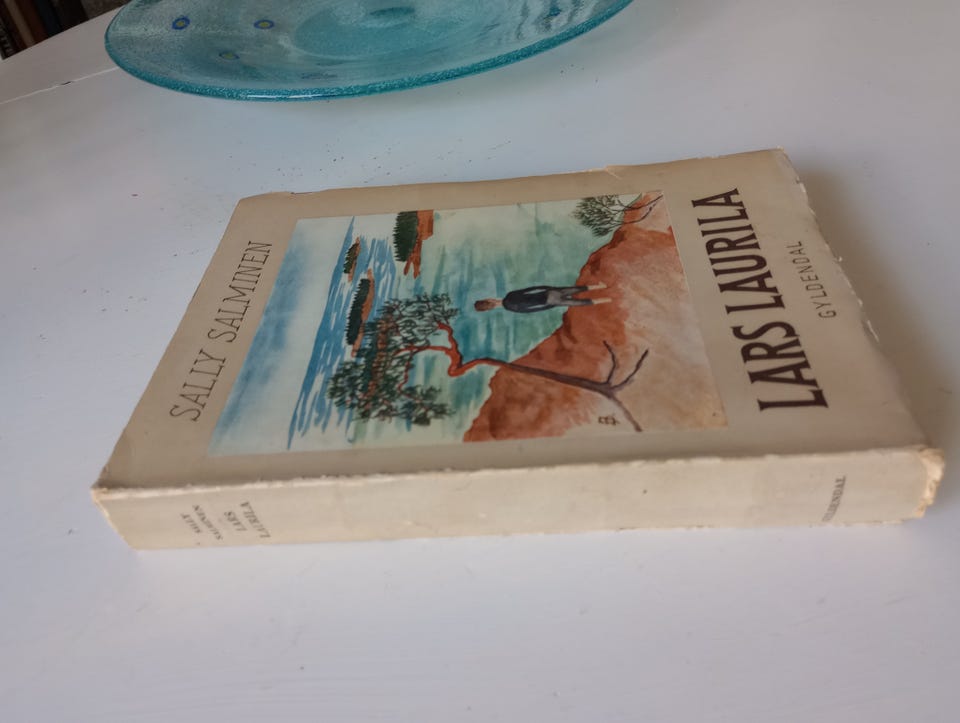 SALLY SALMINEN
LARS LAURILA
GYLDENDAL
SALLY
SALMINEN
LARS
LAURILA
GYLDENDAL